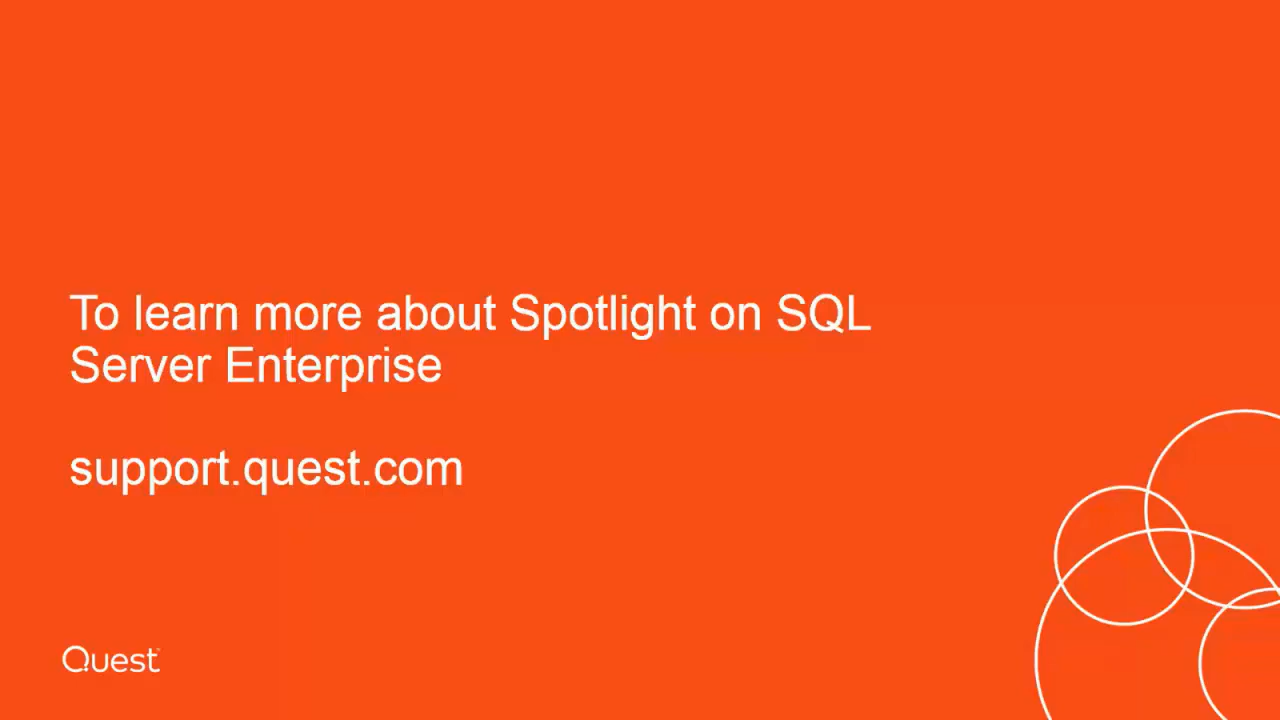 To learn more about Spotlight on SQL
Server Enterprise
support.quest.com
Quest